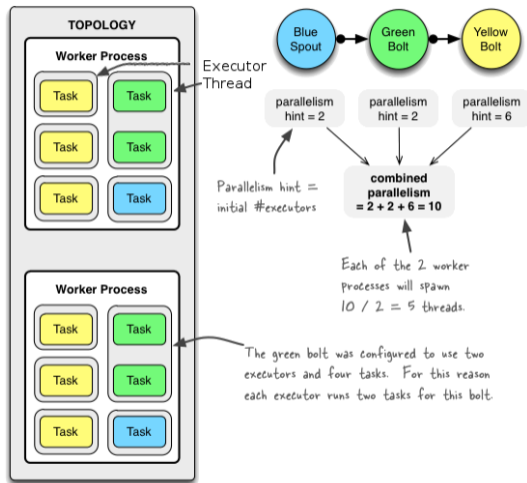 TOPOLOGY
Worker Process
Task
Task
Task
Task
Task
Task
Worker Process
Task
Task
Task
Task
Task
Task
Executor
Thread
Blue
Spout
Green
Bolt
Yellow
Bolt
parallelism
hint = 2
parallelism
hint = 2
parallelism
hint = 6
Parallelism hint =
initial #executors
combined
parallelism
= 2 + 2 + 6 = 10
Each of the 2 worker
processes will spawn
10 / 2 = 5 threads.
The green bolt was configured to use two
executors and four tasks. For this reason
each executor runs two tasks for this bolt.